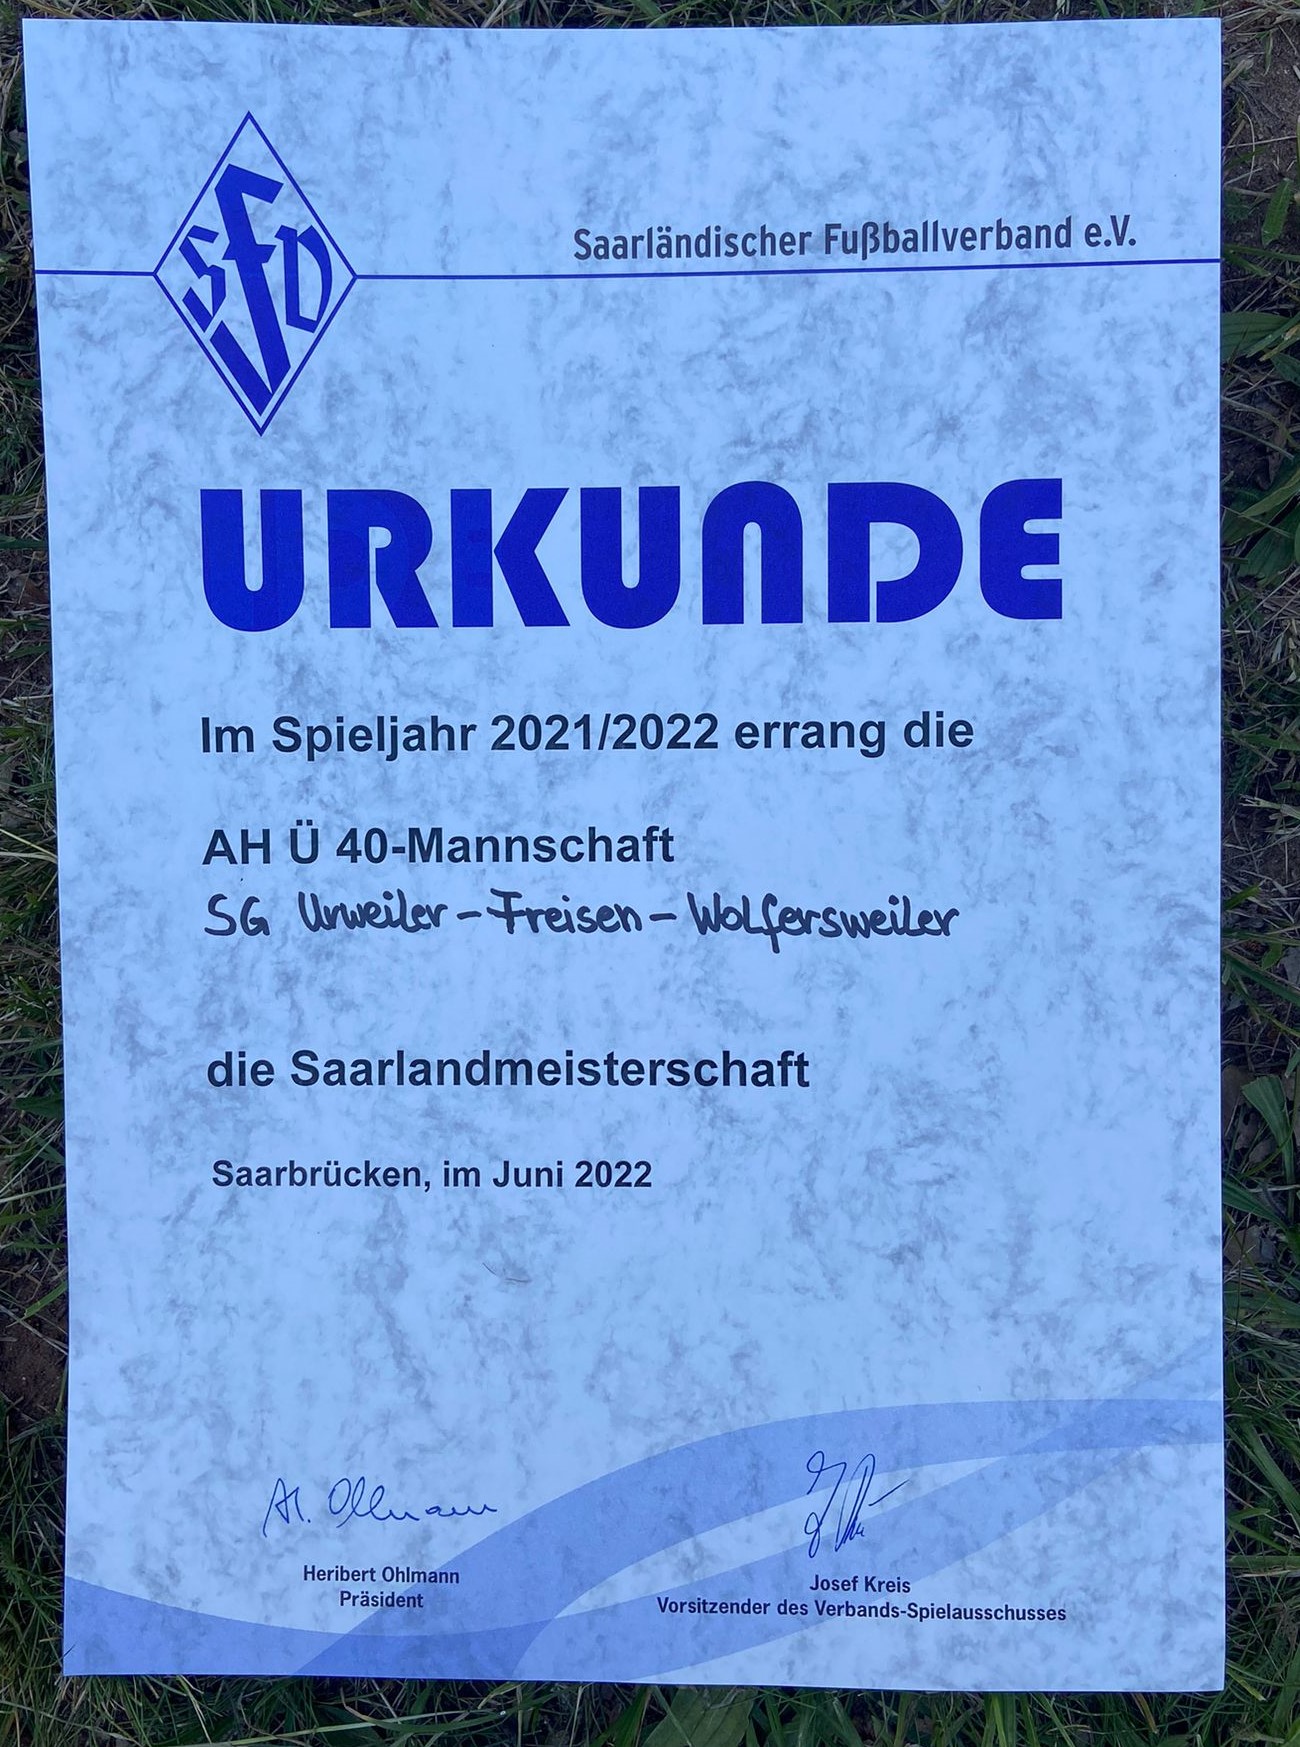 SFV
Saarländischer Fußballverband e.V.
URKUNDE
Im Spieljahr 2021/2022 errang die
AH Ü 40-Mannschaft
SG Urweiler-Freisen-Wolfersweiler
die Saarlandmeisterschaft
Saarbrücken, im Juni 2022
H. Ohlmann
Heribert Ohlmann
Präsident
Josef Kreis
Vorsitzender des Verbands-Spielausschusses